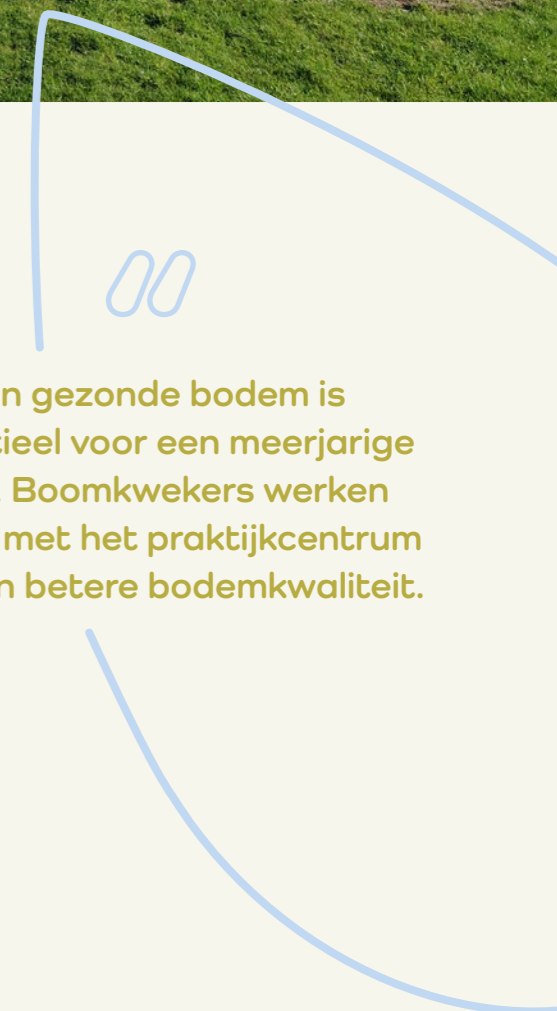 n gezonde bodem is
tieel voor een meerjarige
. Boomkwekers werken
met het praktijkcentrum
n betere bodemkwaliteit.